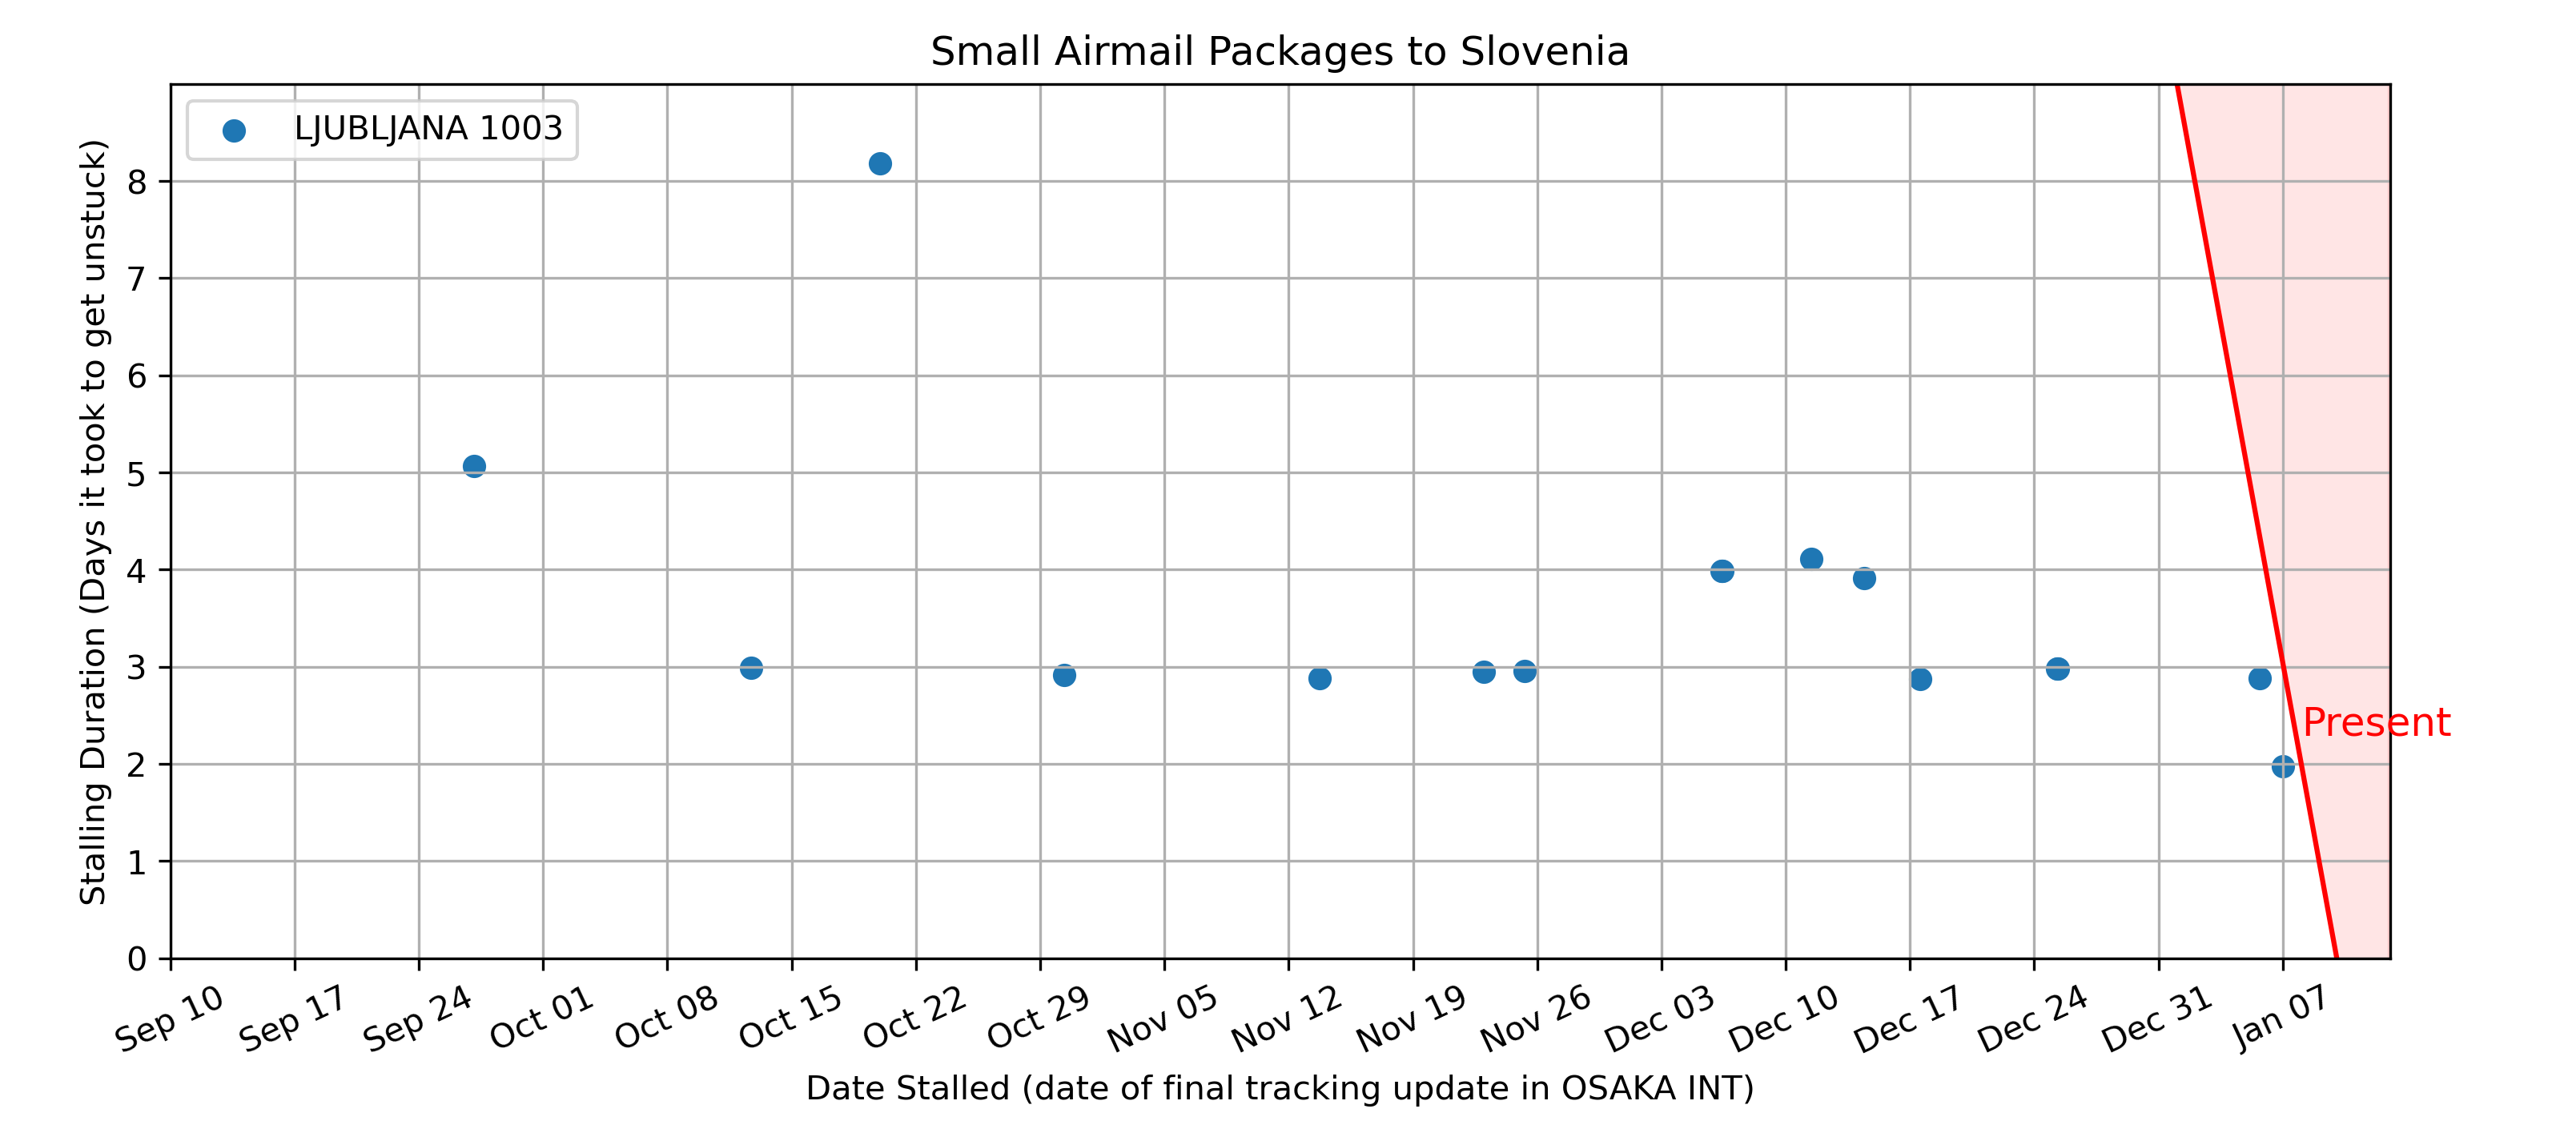 Small Airmail Packages to Slovenia
LJUBLJANA 1003
Stalling Duration (Days it took to get unstuck)
8
7
6
5
4
3
2
1
0
Present
Sep 10
Sep 17
Sep 24
Oct 01
Oct 08
Oct 15
Oct 22
Oct 29
Nov 05
Nov 12
Nov 19
Nov 26
Dec 03
Dec 10
Dec 17
Dec 24
Dec 31
Jan 07
Date Stalled (date of final tracking update in OSAKA INT)